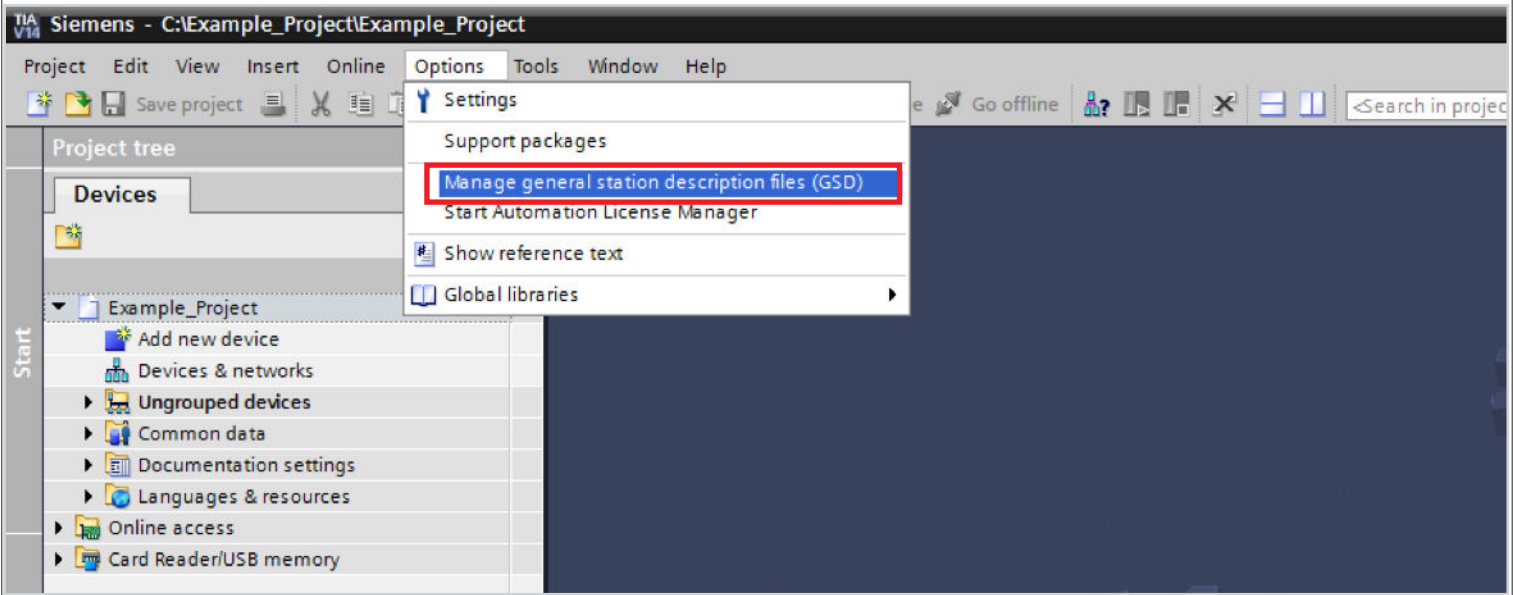 TIA V14 Siemens - C:\Example_Project\Example_Project
Project Edit View Insert Online Options Tools Window Help
Save project
Go offline
<Search in projec
Settings
Support packages
Manage general station description files (GSD)
Start Automation License Manager
Show reference text
Global libraries
Project tree
Devices
Start
Example_Project
Add new device
Devices & networks
Ungrouped devices
Common data
Documentation settings
Languages & resources
Online access
Card Reader/USB memory